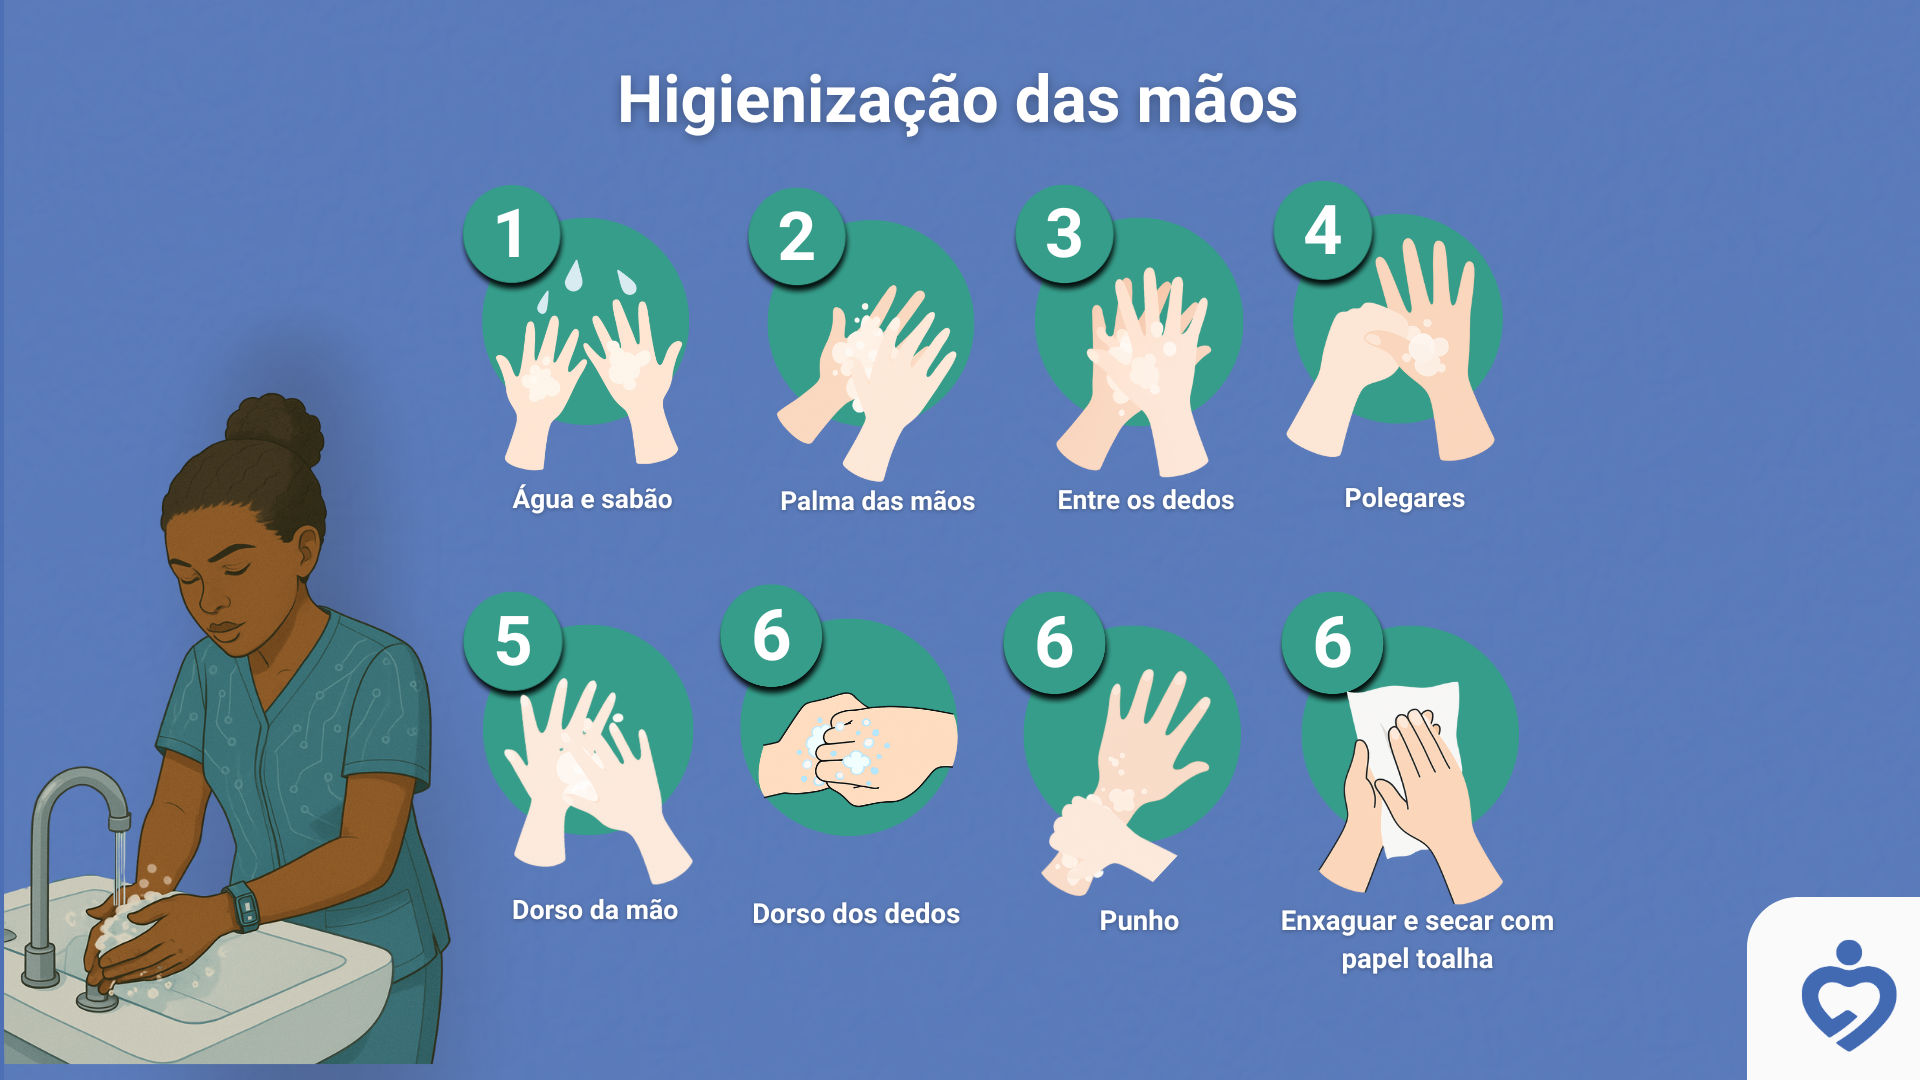 Higienização das mãos
1
2
3
4
Água e sabão
Palma das mãos
Entre os dedos
Polegares
5
6
6
6
Dorso da mão
Dorso dos dedos
Punho
Enxaguar e secar com
papel toalha